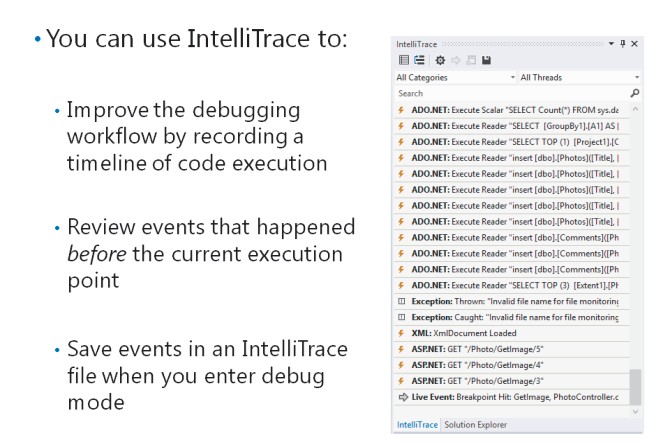 • You can use IntelliTrace to:
• Improve the debugging
workflow by recording a
timeline of code execution
• Review events that happened
before the current execution
point
• Save events in an IntelliTrace
file when you enter debug
mode
IntelliTrace
All Categories All Threads
Search
ADO.NET: Execute Scalar "SELECT Count(*) FROM sys.da
ADO.NET: Execute Reader "SELECT [GroupBy1].[A1] AS [
ADO.NET: Execute Reader "SELECT TOP (1) [Project1].[C
ADO.NET: Execute Reader "insert [dbo].[Photos]([Title], [
ADO.NET: Execute Reader "insert [dbo].[Photos]([Title], [
ADO.NET: Execute Reader "insert [dbo].[Photos]([Title], [
ADO.NET: Execute Reader "insert [dbo].[Photos]([Title], [
ADO.NET: Execute Reader "insert [dbo].[Photos]([Title], [
ADO.NET: Execute Reader "insert [dbo].[Comments]([Ph
ADO.NET: Execute Reader "insert [dbo].[Comments]([Ph
ADO.NET: Execute Reader "insert [dbo].[Comments]([Ph
ADO.NET: Execute Reader "SELECT TOP (3) [Extent1].[Ph
Exception: Thrown: "Invalid file name for file monitoring
Exception: Caught: "Invalid file name for file monitoring
XML: XmlDocument Loaded
ASP.NET: GET "/Photo/GetImage/5"
ASP.NET: GET "/Photo/GetImage/4"
ASP.NET: GET "/Photo/GetImage/3"
Live Event: Breakpoint Hit: GetImage, PhotoController.c
IntelliTrace Solution Explorer